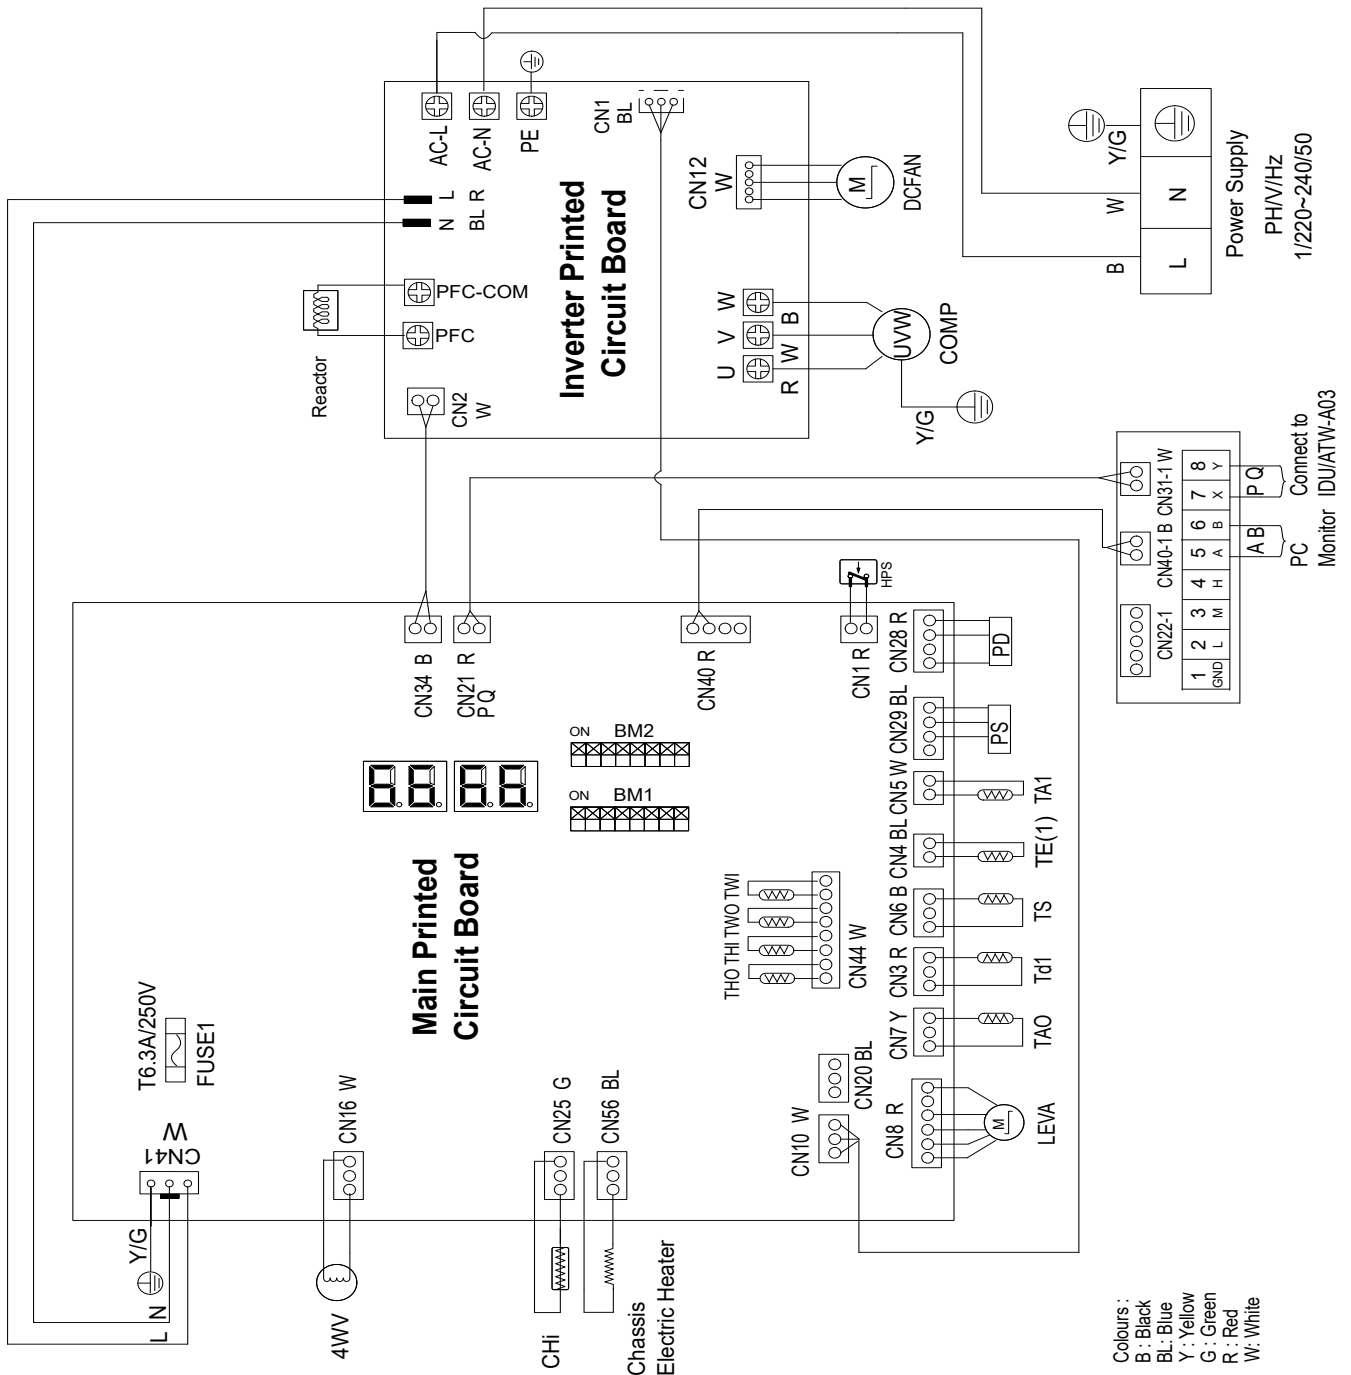 AC-L
AC-N
PE
CN1
BL
L R
N BL
PFC-COM
PFC
Reactor
CN2
W
Inverter Printed
Circuit Board
CN12
W
M
DCFAN
U V W
R W B
UVW
COMP
Y/G
Y/G
W
B
L N
Power Supply
PH/V/Hz
1/220~240/50
CN34 B
CN21 R
P Q
CN40 R
HPS
CN1 R
CN28 R
PD
CN29 BL
PS
CN5 W
TA1
CN4 BL
TE(1)
CN6 B
TS
CN3 R
Td1
CN7 Y
TAO
CN8 R
M
LEVA
CN20 BL
CN10 W
CN44 W
THO THI TWO TWI
ON BM2
ON BM1
Main Printed
Circuit Board
T6.3A/250V
FUSE1
W
CN41
Y/G
L N
CN16 W
4WV
CN25 G
CHi
CN56 BL
Chassis
Electric Heater
CN22-1
CN40-1 B
CN31-1 W
1 2 3 4 5 6 7 8
GND L M H A B X Y
A B
P Q
PC
Monitor
Connect to
IDU/ATW-A03
Colours :
B : Black
BL: Blue
Y : Yellow
G : Green
R : Red
W: White